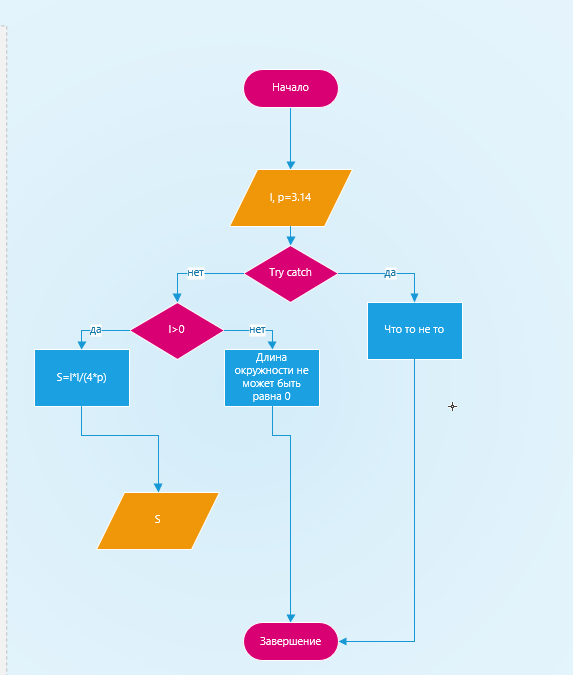 Начало
l, p=3.14
Try catch
нет
да
l>0
Что то не то
да
нет
S=l*l/(4*p)
Длина
окружности не
может быть
равна 0
S
Завершение